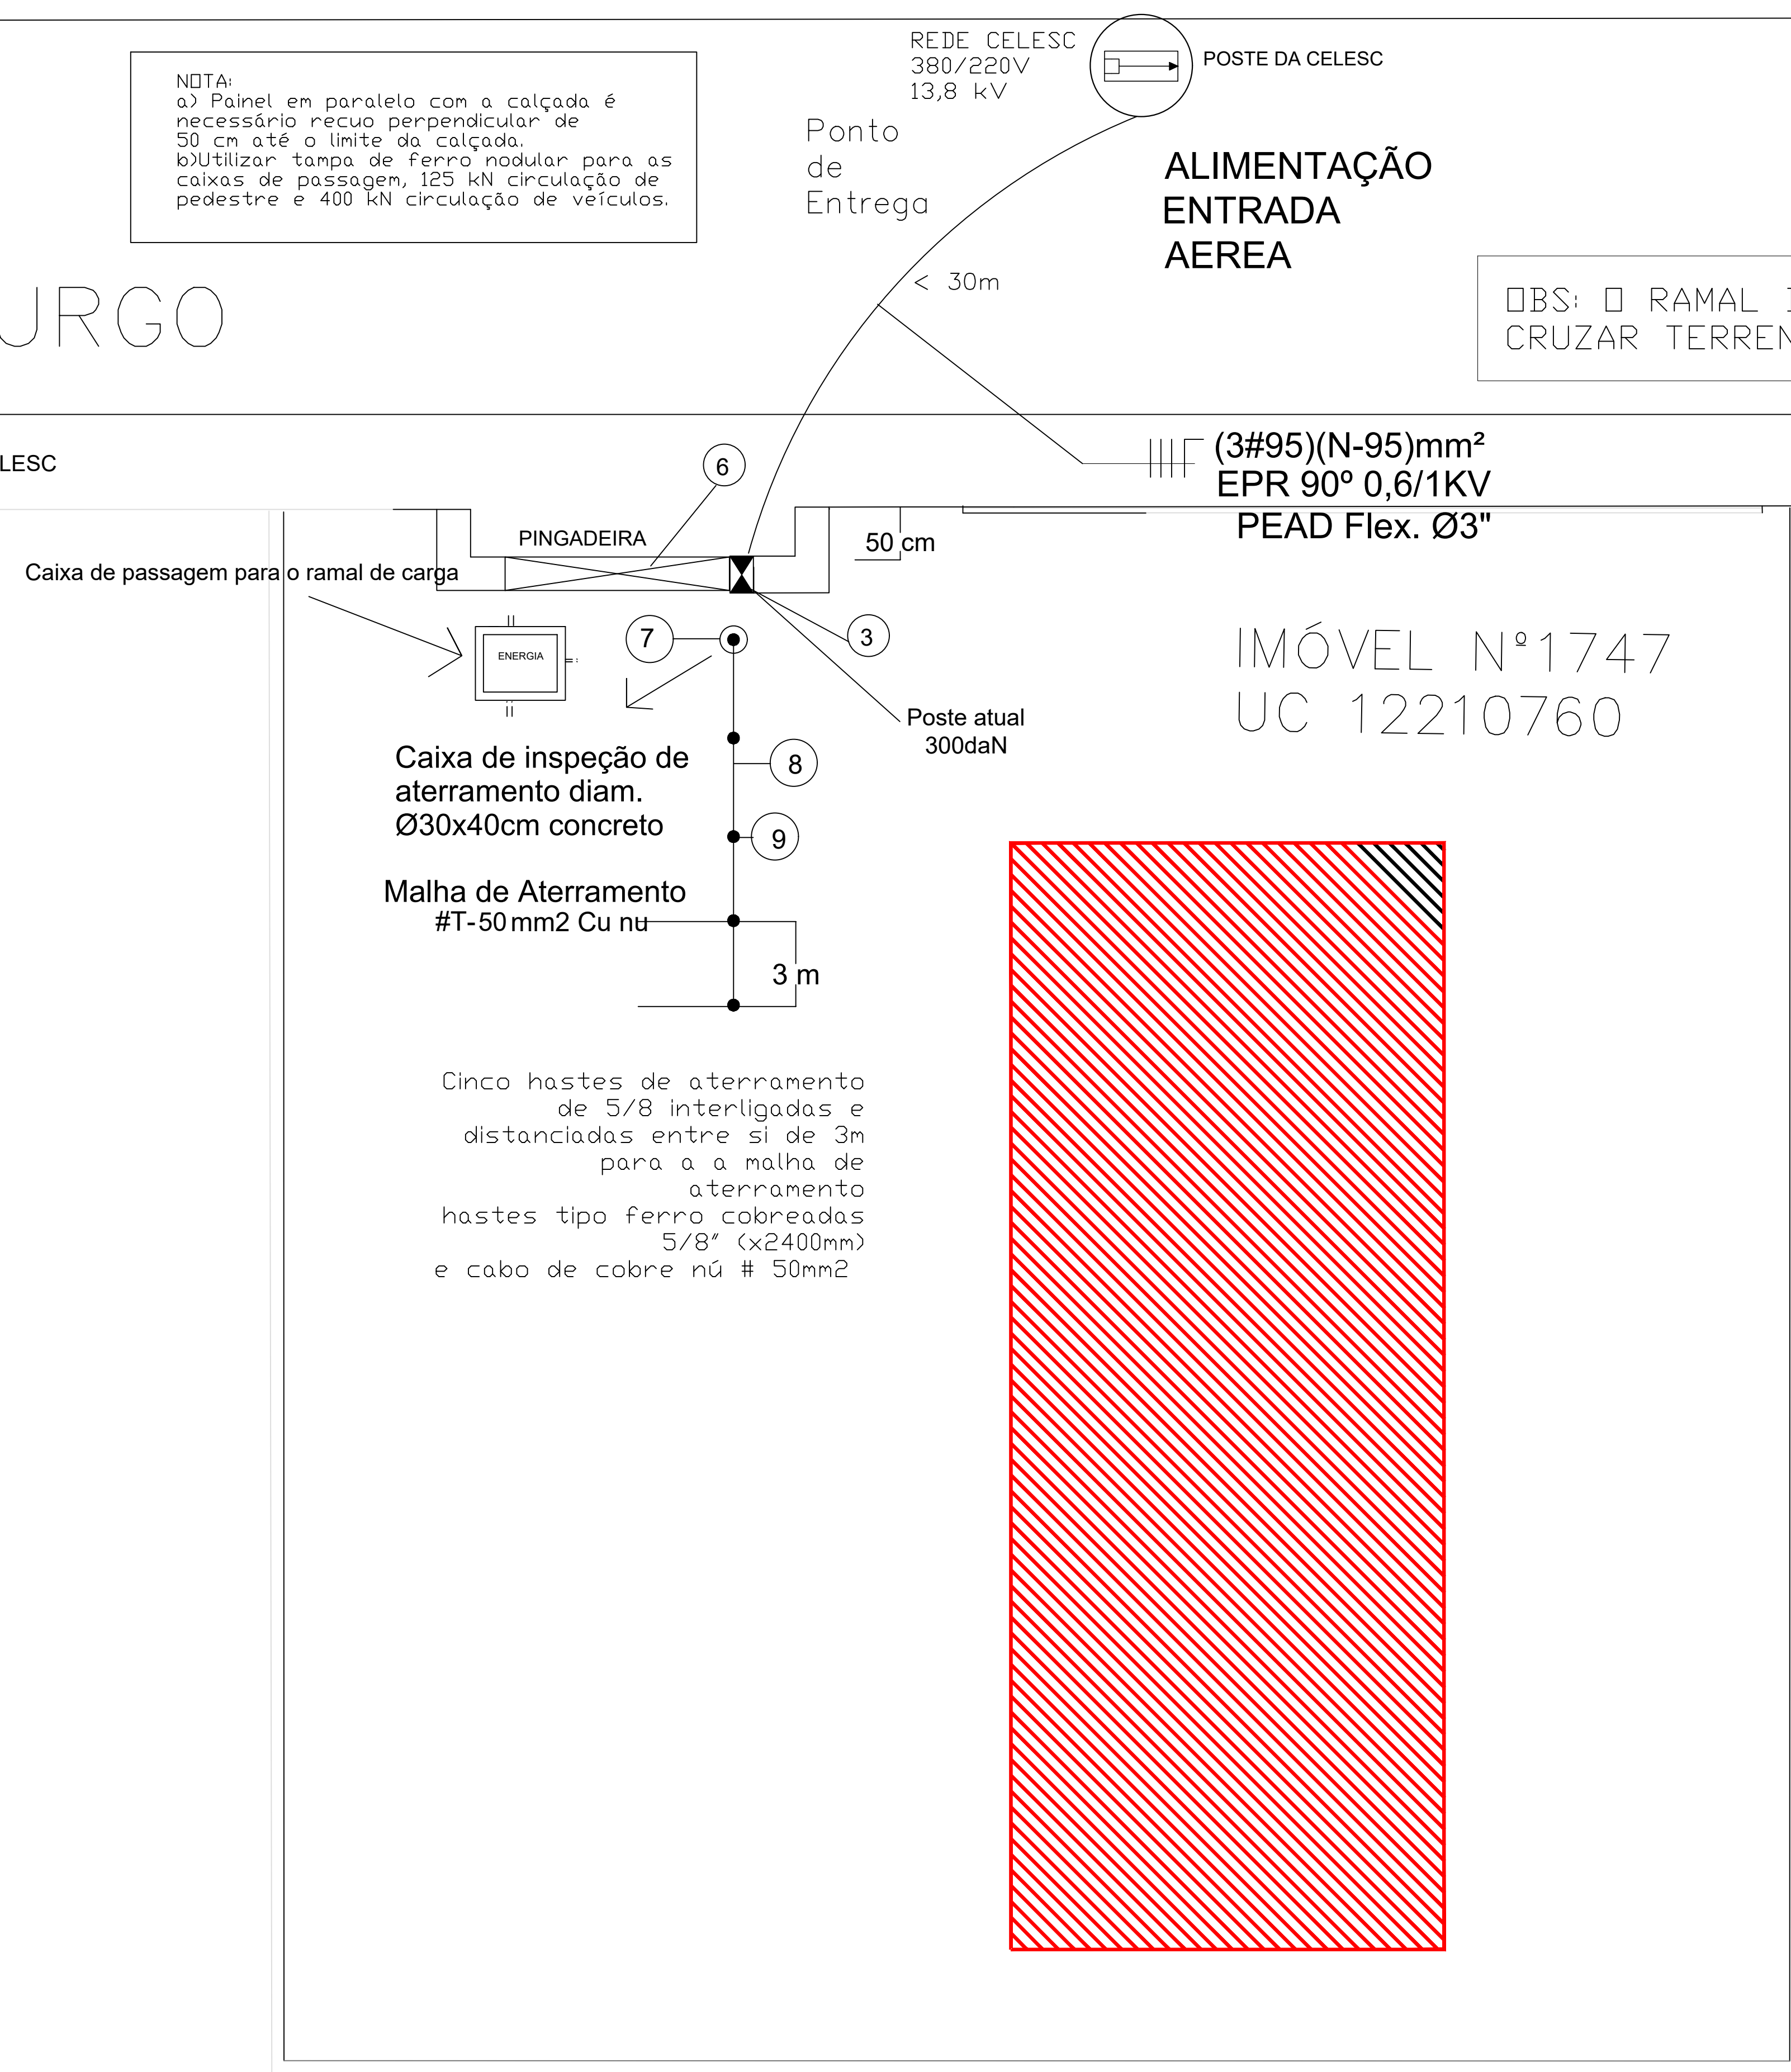 REDE CELESC
380/220V
13,8 kV
POSTE DA CELESC
NOTA:
a) Painel em paralelo com a calçada é
necessário recuo perpendicular de
50 cm até o limite da calçada.
b)Utilizar tampa de ferro nodular para as
caixas de passagem, 125 kN circulação de
pedestre e 400 kN circulação de veículos.
Ponto
de
Entrega
ALIMENTAÇÃO
ENTRADA
AEREA
< 30m
URGO
OBS: O RAMAL
CRUZAR TERREN
LESC
(3#95)(N-95)mm²
EPR 90º 0,6/1KV
PEAD Flex. Ø3"
6
PINGADEIRA
50 cm
Caixa de passagem para o ramal de carga
ENERGIA
7
3
IMÓVEL Nº1747
UC 12210760
Poste atual
300daN
Caixa de inspeção de
aterramento diam.
Ø30x40cm concreto
8
9
Malha de Aterramento
#T-50mm2 Cu nu
3 m
Cinco hastes de aterramento
de 5/8 interligadas e
distanciadas entre si de 3m
para a a malha de
aterramento
hastes tipo ferro cobreadas
5/8" (x2400mm)
e cabo de cobre nú # 50mm2